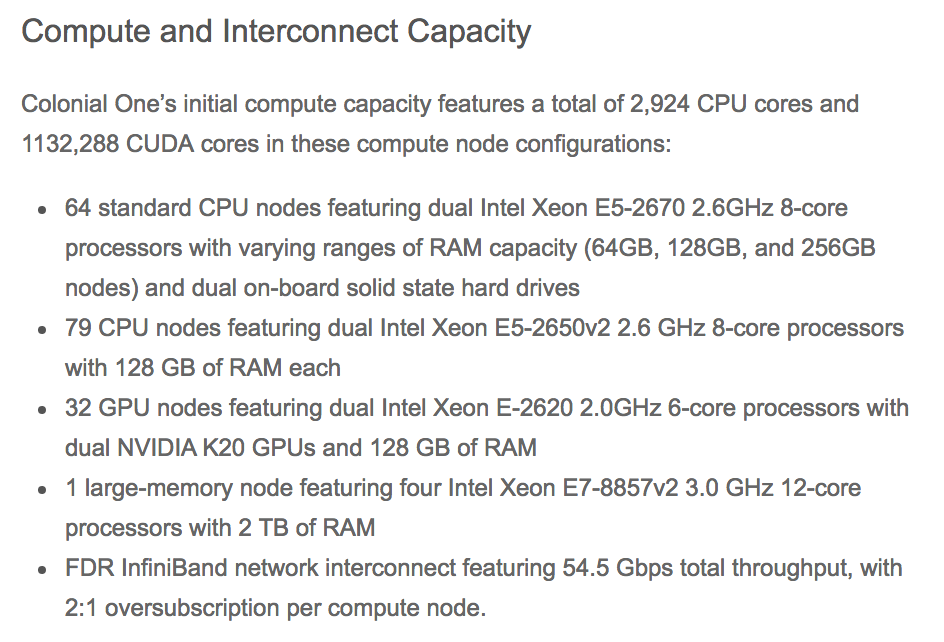 Compute and Interconnect Capacity
Colonial One’s initial compute capacity features a total of 2,924 CPU cores and
1132,288 CUDA cores in these compute node configurations:
• 64 standard CPU nodes featuring dual Intel Xeon E5-2670 2.6GHz 8-core
processors with varying ranges of RAM capacity (64GB, 128GB, and 256GB
nodes) and dual on-board solid state hard drives
• 79 CPU nodes featuring dual Intel Xeon E5-2650v2 2.6 GHz 8-core processors
with 128 GB of RAM each
• 32 GPU nodes featuring dual Intel Xeon E-2620 2.0GHz 6-core processors with
dual NVIDIA K20 GPUs and 128 GB of RAM
• 1 large-memory node featuring four Intel Xeon E7-8857v2 3.0 GHz 12-core
processors with 2 TB of RAM
• FDR InfiniBand network interconnect featuring 54.5 Gbps total throughput, with
2:1 oversubscription per compute node.